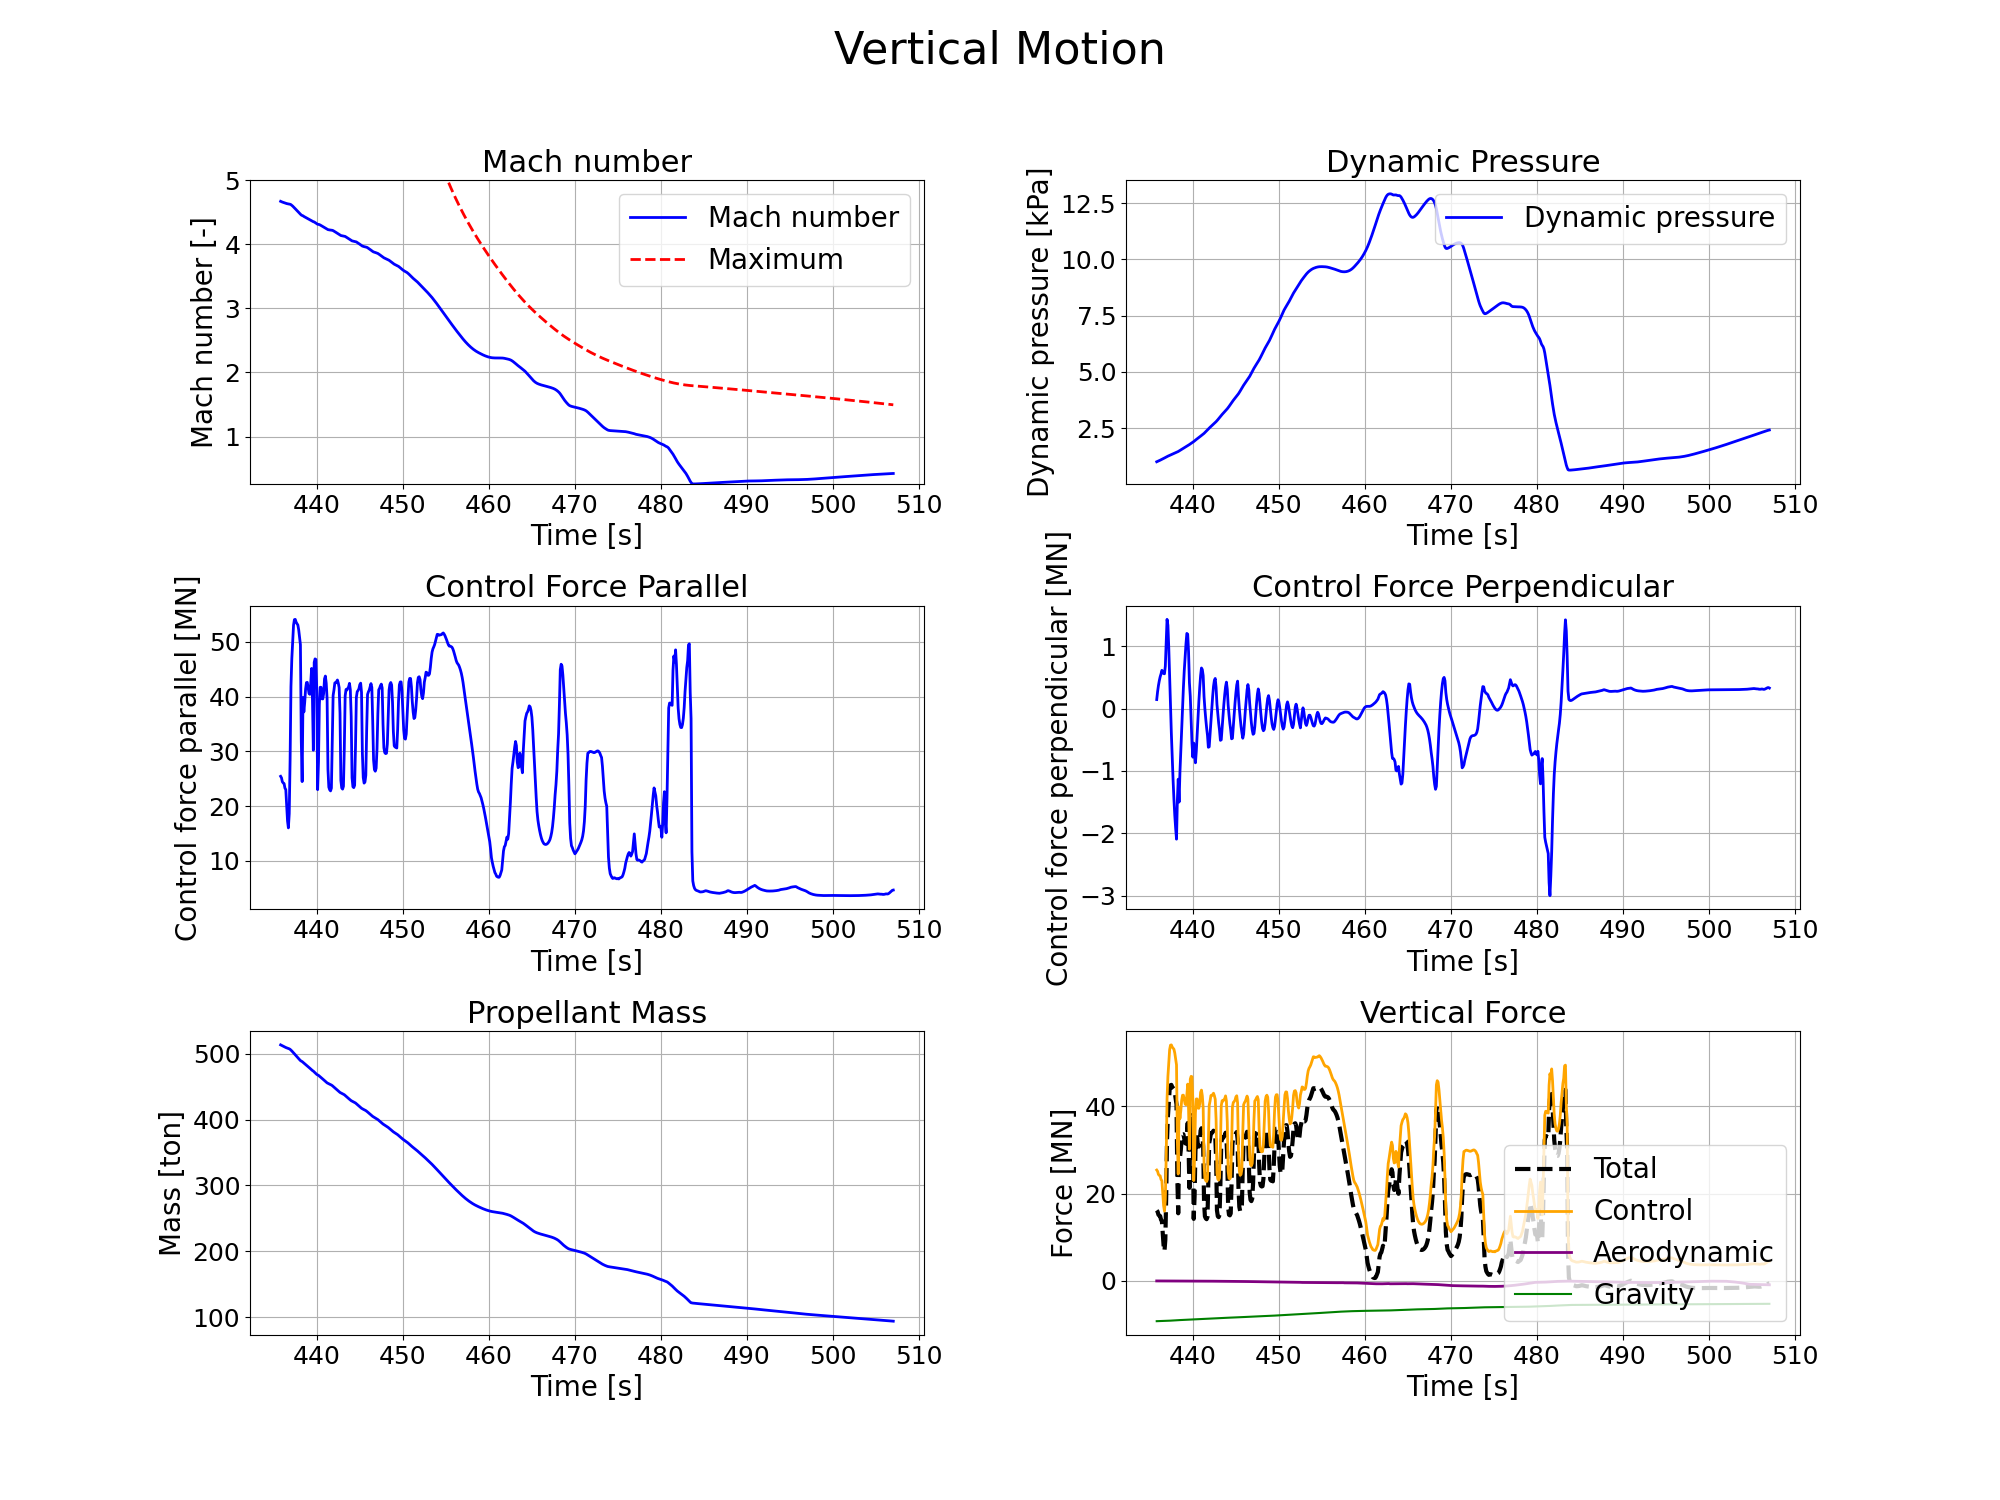 Vertical Motion
Mach number
Mach number [-]
5
4
3
2
1
Mach number
Maximum
440 450 460 470 480 490 500 510
Time [s]
Dynamic Pressure
Dynamic pressure [kPa]
12.5
10.0
7.5
5.0
2.5
Dynamic pressure
440 450 460 470 480 490 500 510
Time [s]
Control Force Parallel
Control force parallel [MN]
50
40
30
20
10
440 450 460 470 480 490 500 510
Time [s]
Control Force Perpendicular
Control force perpendicular [MN]
1
0
−1
−2
−3
440 450 460 470 480 490 500 510
Time [s]
Propellant Mass
Mass [ton]
500
400
300
200
100
440 450 460 470 480 490 500 510
Time [s]
Vertical Force
Force [MN]
40
20
0
Total
Control
Aerodynamic
Gravity
440 450 460 470 480 490 500 510
Time [s]